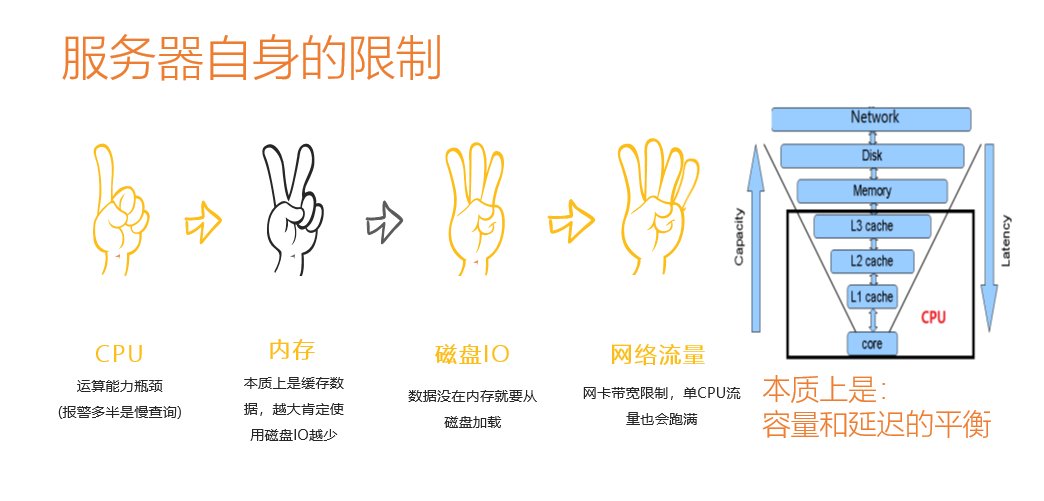 服务器自身的限制
CPU
运算能力瓶颈
(报警多半是慢查询)
内存
本质上是缓存数
据，越大肯定使
用磁盘IO越少
磁盘IO
数据没在内存就要从
磁盘加载
网络流量
网卡带宽限制，单CPU流
量也会跑满
Network
Disk
Memory
L3 cache
L2 cache
L1 cache
core
CPU
Capacity
Latency
本质上是：
容量和延迟的平衡